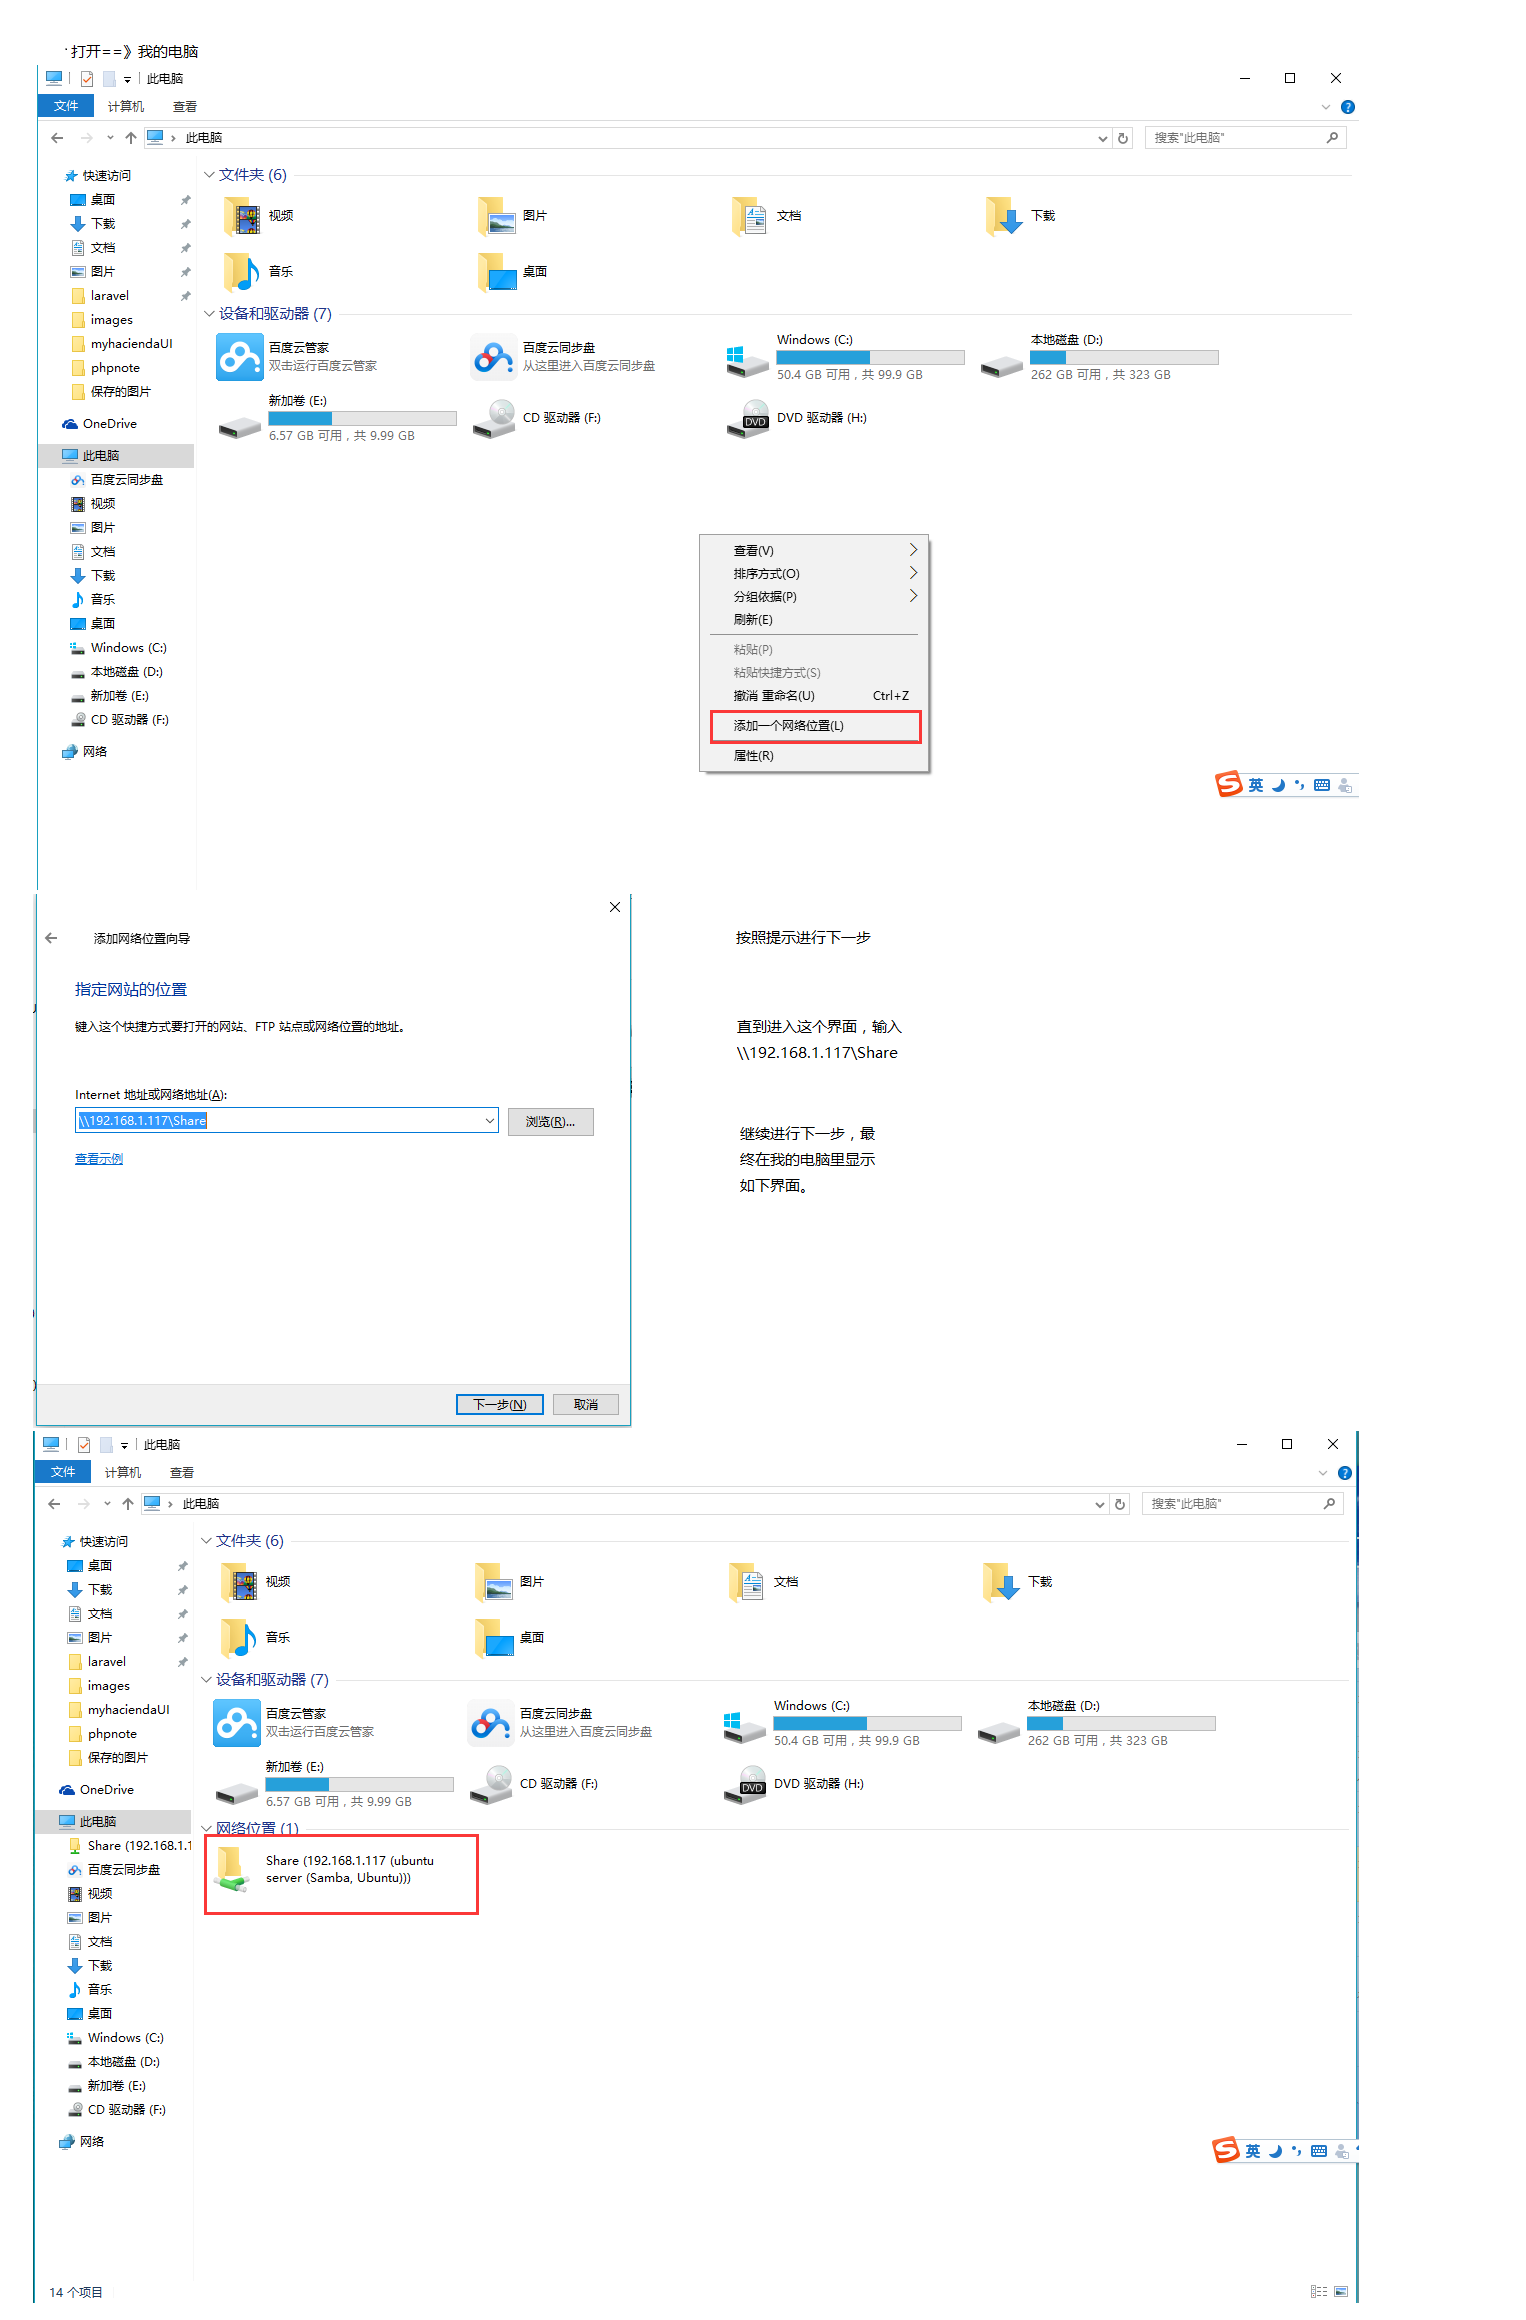 打开==》我的电脑
此电脑
文件 计算机 查看
此电脑
搜索"此电脑"
快速访问
桌面
下载
文档
图片
laravel
images
myhaciendaUI
phpnote
保存的图片
OneDrive
此电脑
百度云同步盘
视频
图片
文档
下载
音乐
桌面
Windows (C:)
本地磁盘 (D:)
新加卷 (E:)
CD 驱动器 (F:)
网络
文件夹 (6)
视频 图片 文档 下载
音乐 桌面
设备和驱动器 (7)
百度云管家
双击运行百度云管家
百度云同步盘
从这里进入百度云同步盘
Windows (C:)
50.4 GB 可用，共 99.9 GB
本地磁盘 (D:)
262 GB 可用，共 323 GB
新加卷 (E:)
6.57 GB 可用，共 9.99 GB
CD 驱动器 (F:)
DVD
DVD 驱动器 (H:)
查看(V)
排序方式(O)
分组依据(P)
刷新(E)
粘贴(P)
粘贴快捷方式(S)
撤消 重命名(U) Ctrl+Z
添加一个网络位置(L)
属性(R)
英
添加网络位置向导
指定网站的位置
键入这个快捷方式要打开的网站、FTP 站点或网络位置的地址。
Internet 地址或网络地址(A):
\\192.168.1.117\Share
浏览(R)...
查看示例
下一步(N) 取消
按照提示进行下一步
直到进入这个界面，输入
\\192.168.1.117\Share
继续进行下一步，最
终在我的电脑里显示
如下界面。
此电脑
文件 计算机 查看
此电脑
搜索"此电脑"
快速访问
桌面
下载
文档
图片
laravel
images
myhaciendaUI
phpnote
保存的图片
OneDrive
此电脑
Share (192.168.1.1
百度云同步盘
视频
图片
文档
下载
音乐
桌面
Windows (C:)
本地磁盘 (D:)
新加卷 (E:)
CD 驱动器 (F:)
网络
文件夹 (6)
视频 图片 文档 下载
音乐 桌面
设备和驱动器 (7)
百度云管家
双击运行百度云管家
百度云同步盘
从这里进入百度云同步盘
Windows (C:)
50.4 GB 可用，共 99.9 GB
本地磁盘 (D:)
262 GB 可用，共 323 GB
新加卷 (E:)
6.57 GB 可用，共 9.99 GB
CD 驱动器 (F:)
DVD
DVD 驱动器 (H:)
网络位置 (1)
Share (192.168.1.117 (ubuntu
server (Samba, Ubuntu)))
英
14 个项目